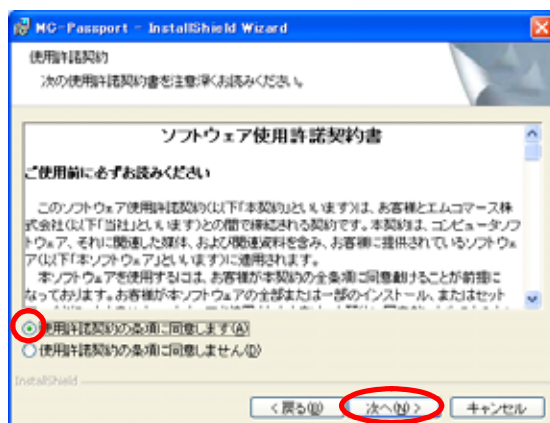 MC-Passport - InstallShield Wizard
使用許諾契約
次の使用許諾契約書を注意深くお読みください。
ソフトウェア使用許諾契約書
ご使用前に必ずお読みください
このソフトウェア使用許諾契約(以下「本契約」といいます)は、お客様とエムコマース株
式会社(以下「当社」といいます)との間で締結される契約です。本契約は、コンピュータソフ
トウェア、それに関連した媒体、および関連資料を含み、お客様に提供されているソフトウェ
ア(以下「本ソフトウェア」といいます)に適用されます。
本ソフトウェアを使用するには、お客様が本契約の全条項に同意頂けることが前提に
なっております。お客様が本ソフトウェアの全部または一部のインストール、またはセット
使用許諾契約の条項に同意します(A)
使用許諾契約の条項に同意しません(D)
InstallShield
< 戻る(B)
次へ(N) >
キャンセル